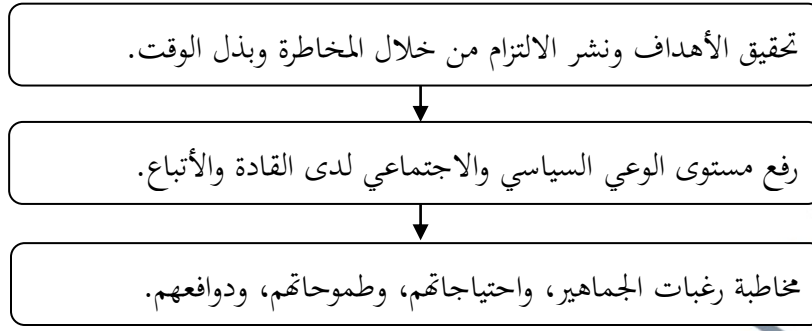 تحقيق الأهداف ونشر الالتزام من خلال المخاطرة وبذل الوقت.
رفع مستوى الوعي السياسي والاجتماعي لدى القادة والأتباع.
مخاطبة رغبات الجماهير، واحتياجاتهم، وطموحاتهم، ودوافعهم.